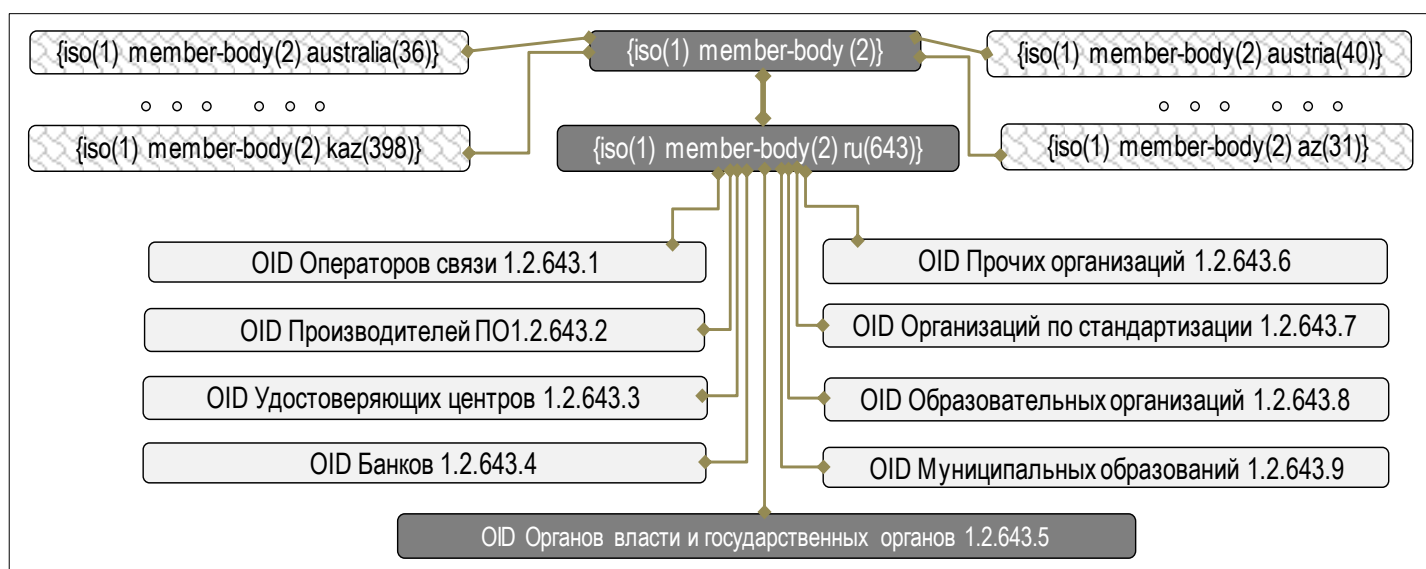 {iso(1) member-body(2) australia(36)}
{iso(1) member-body (2)}
{iso(1) member-body(2) austria(40)}
{iso(1) member-body(2) kaz(398)}
{iso(1) member-body(2) ru(643)}
{iso(1) member-body(2) az(31)}
OID Операторов связи 1.2.643.1
OID Прочих организаций 1.2.643.6
OID Производителей ПО1.2.643.2
OID Организаций по стандартизации 1.2.643.7
OID Удостоверяющих центров 1.2.643.3
OID Образовательных организаций 1.2.643.8
OID Банков 1.2.643.4
OID Муниципальных образований 1.2.643.9
OID Органов власти и государственных органов 1.2.643.5